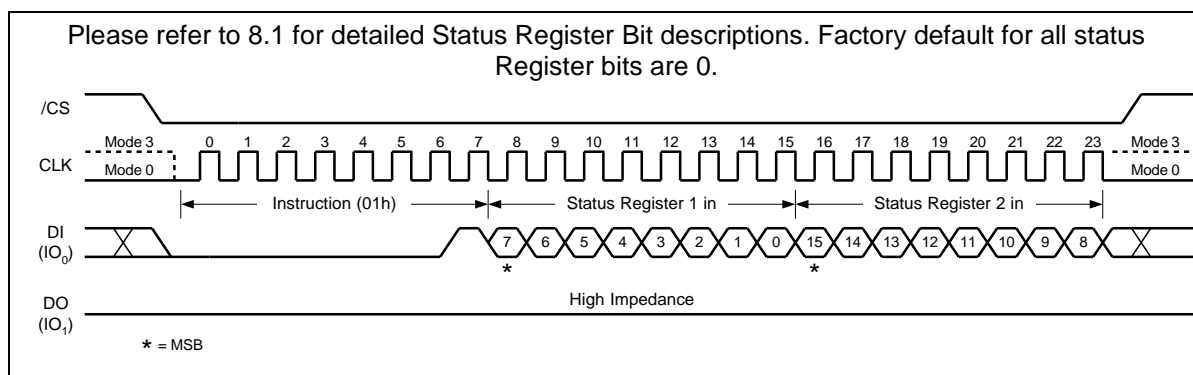 Please refer to 8.1 for detailed Status Register Bit descriptions. Factory default for all status
Register bits are 0.
/CS
Mode 3 0 1 2 3 4 5 6 7 8 9 10 11 12 13 14 15 16 17 18 19 20 21 22 23 Mode 3
CLK
Mode 0 Mode 0
Instruction (01h) Status Register 1 in Status Register 2 in
DI
(IO₀)
7 6 5 4 3 2 1 0 15 14 13 12 11 10 9 8
* *
High Impedance
DO
(IO₁)
* = MSB